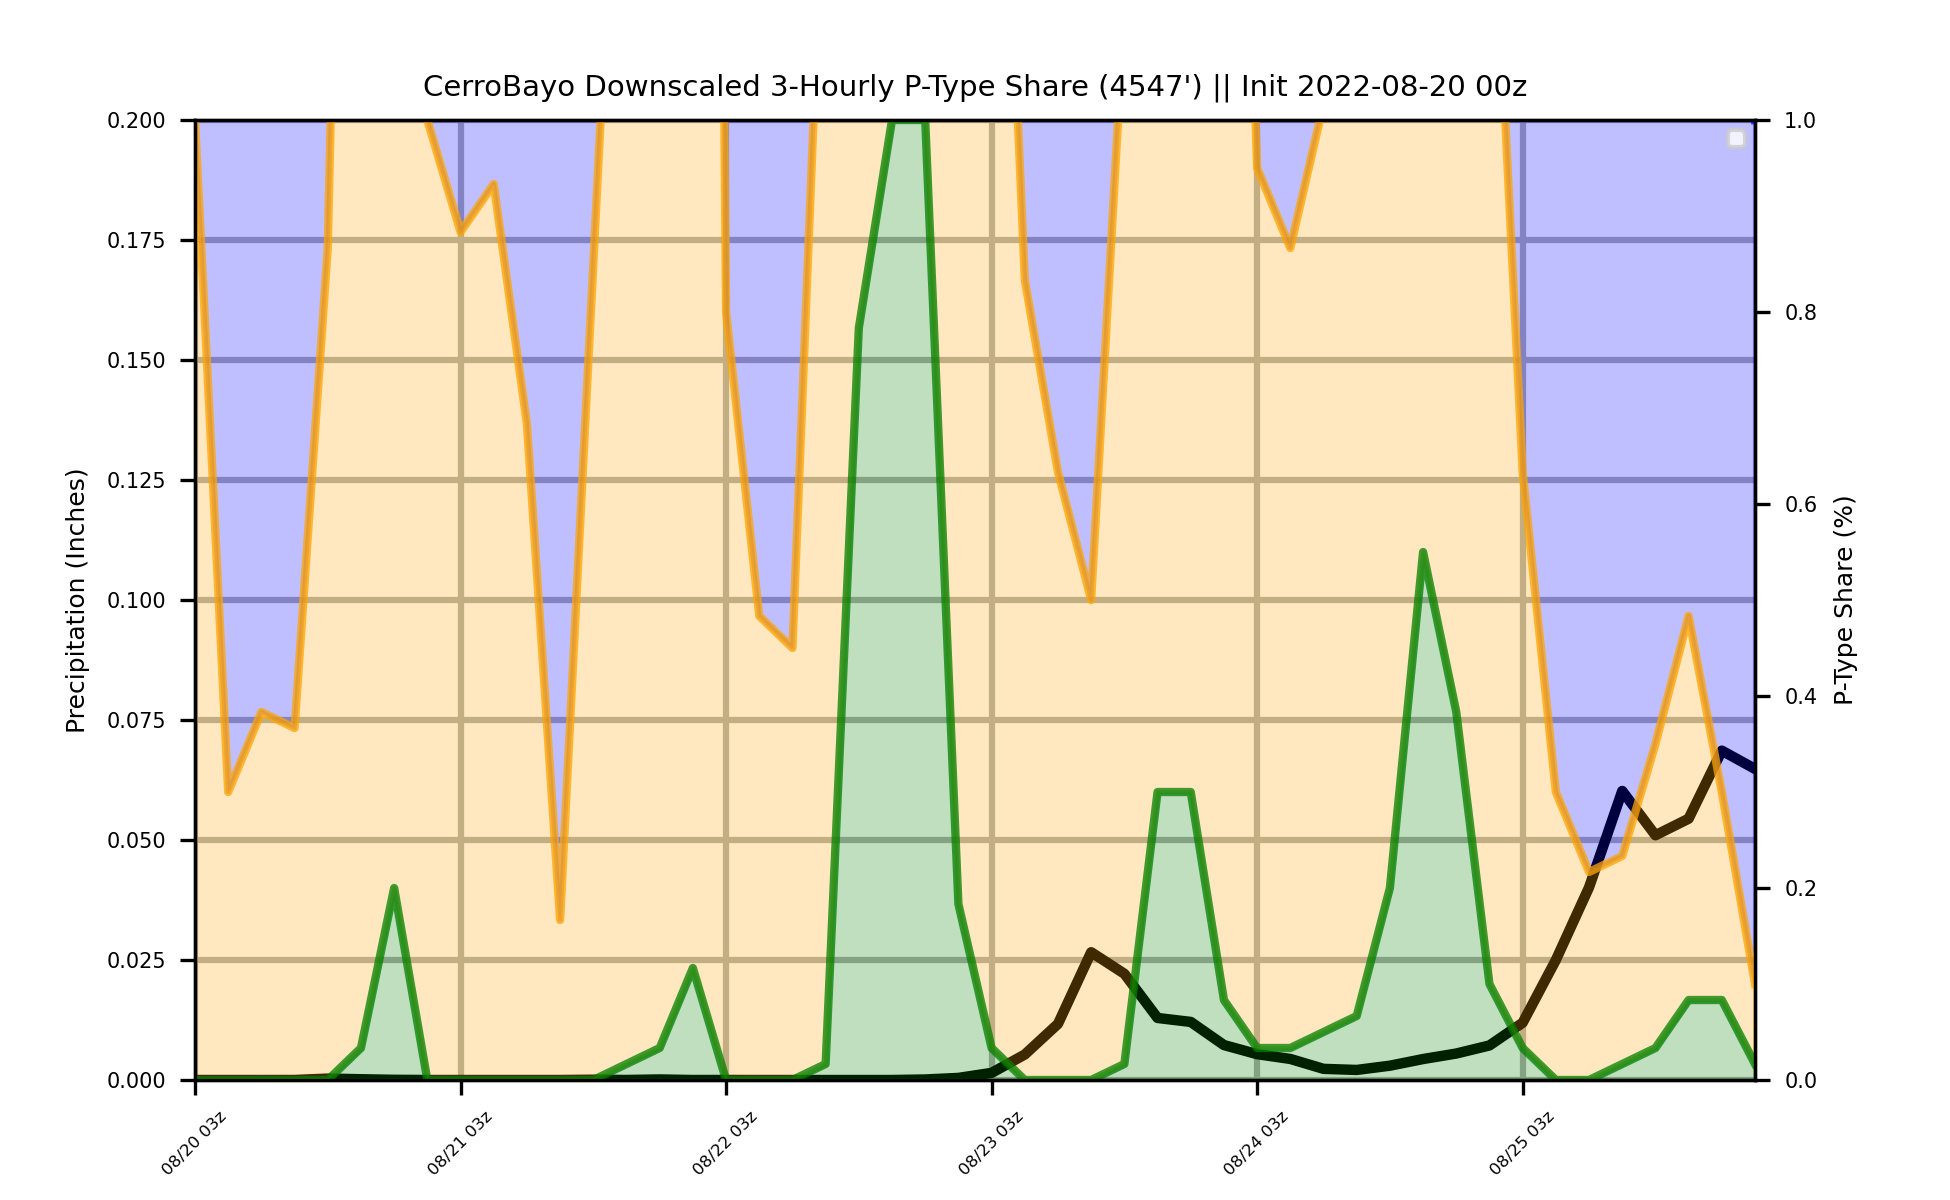 CerroBayo Downscaled 3-Hourly P-Type Share (4547') || Init 2022-08-20 00z
Precipitation (Inches)
0.200
0.175
0.150
0.125
0.100
0.075
0.050
0.025
0.000
1.0
0.8
0.6
0.4
0.2
0.0
P-Type Share (%)
08/20 03z
08/21 03z
08/22 03z
08/23 03z
08/24 03z
08/25 03z